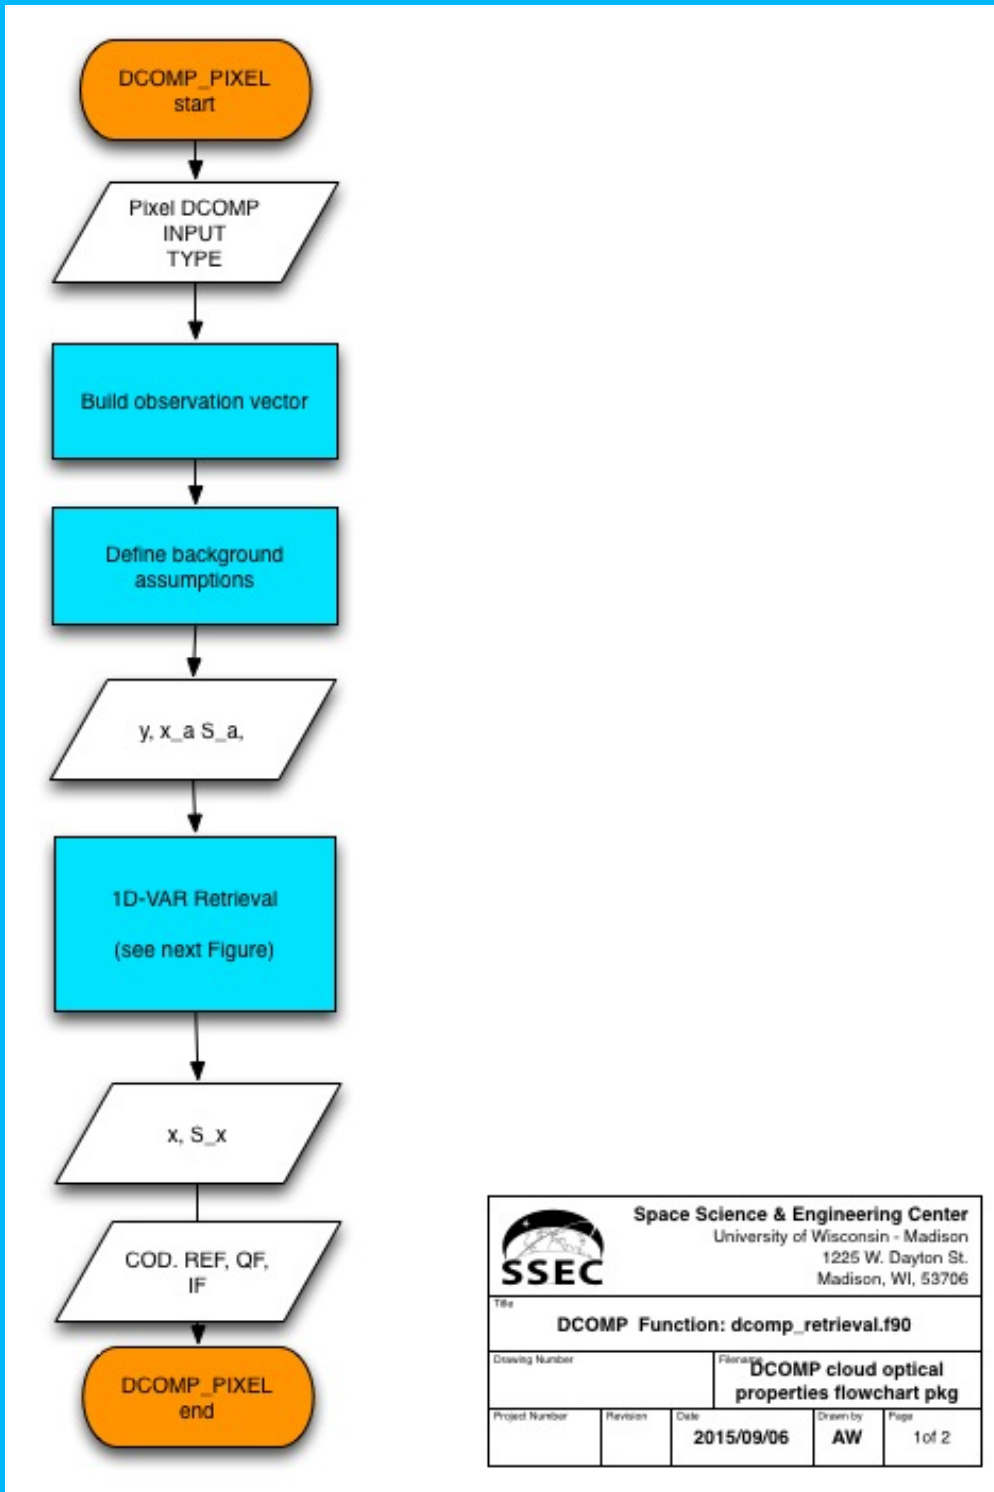 DCOMP_PIXEL
start
Pixel DCOMP
INPUT
TYPE
Build observation vector
Define background
assumptions
y, x_a S_a,
1D-VAR Retrieval
(see next Figure)
x, S_x
COD. REF, QF,
IF
DCOMP_PIXEL
end
SSEC
Space Science & Engineering Center
University of Wisconsin - Madison
1225 W. Dayton St.
Madison, WI, 53706
Title
DCOMP Function: dcomp_retrieval.f90
Drawing Number
Filename
DCOMP cloud optical
properties flowchart pkg
Project Number
Revision
Date
2015/09/06
Drawn by
AW
Page
1of 2